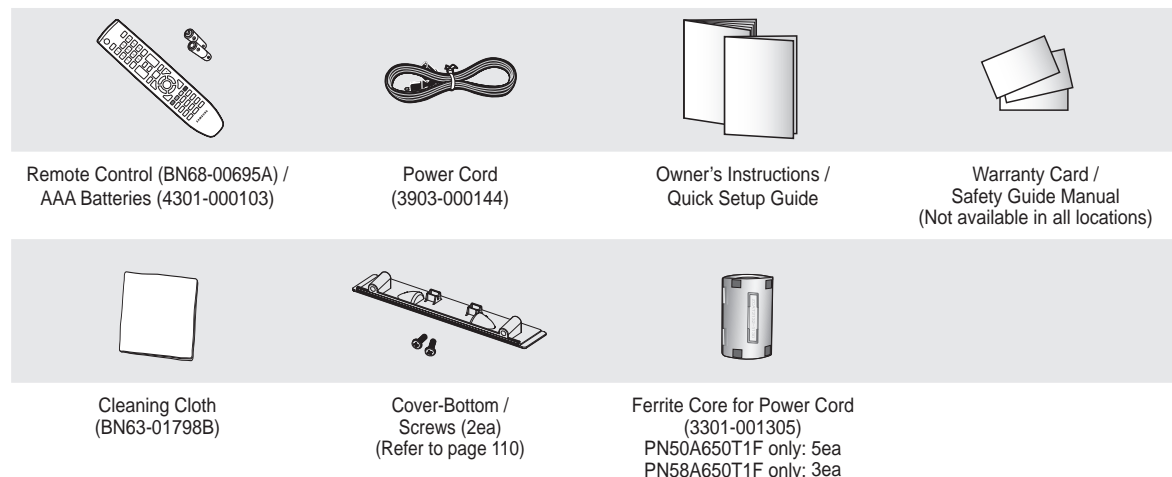 Remote Control (BN68-00695A) /
AAA Batteries (4301-000103)
Power Cord
(3903-000144)
Owner's Instructions /
Quick Setup Guide
Warranty Card /
Safety Guide Manual
(Not available in all locations)
Cleaning Cloth
(BN63-01798B)
Cover-Bottom /
Screws (2ea)
(Refer to page 110)
Ferrite Core for Power Cord
(3301-001305)
PN50A650T1F only: 5ea
PN58A650T1F only: 3ea